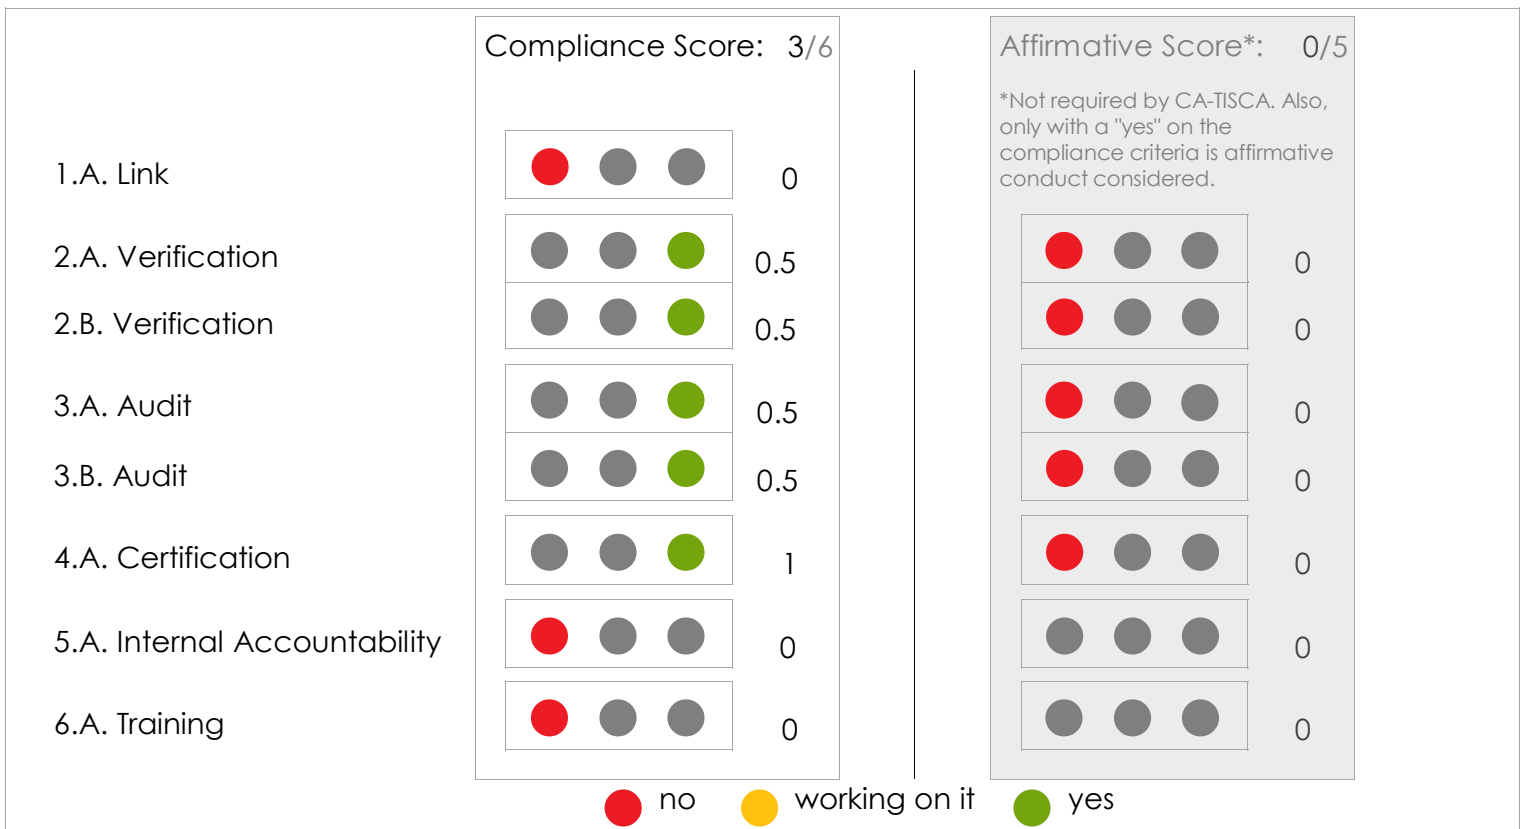 Compliance Score: 3/6
Affirmative Score*: 0/5
*Not required by CA-TISCA. Also,
only with a "yes" on the
compliance criteria is affirmative
conduct considered.
1.A. Link 0
2.A. Verification 0.5 0
2.B. Verification 0.5 0
3.A. Audit 0.5 0
3.B. Audit 0.5 0
4.A. Certification 1 0
5.A. Internal Accountability 0 0
6.A. Training 0 0
no working on it yes